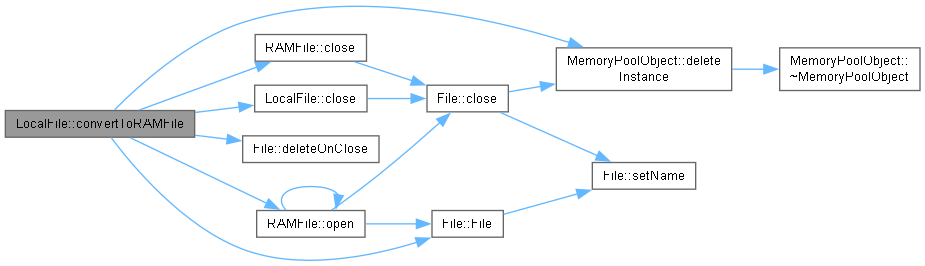 LocalFile::convertToRAMFile
RAMFile::close
LocalFile::close
File::deleteOnClose
RAMFile::open
File::close
File::File
MemoryPoolObject::delete
Instance
File::setName
MemoryPoolObject::
~MemoryPoolObject